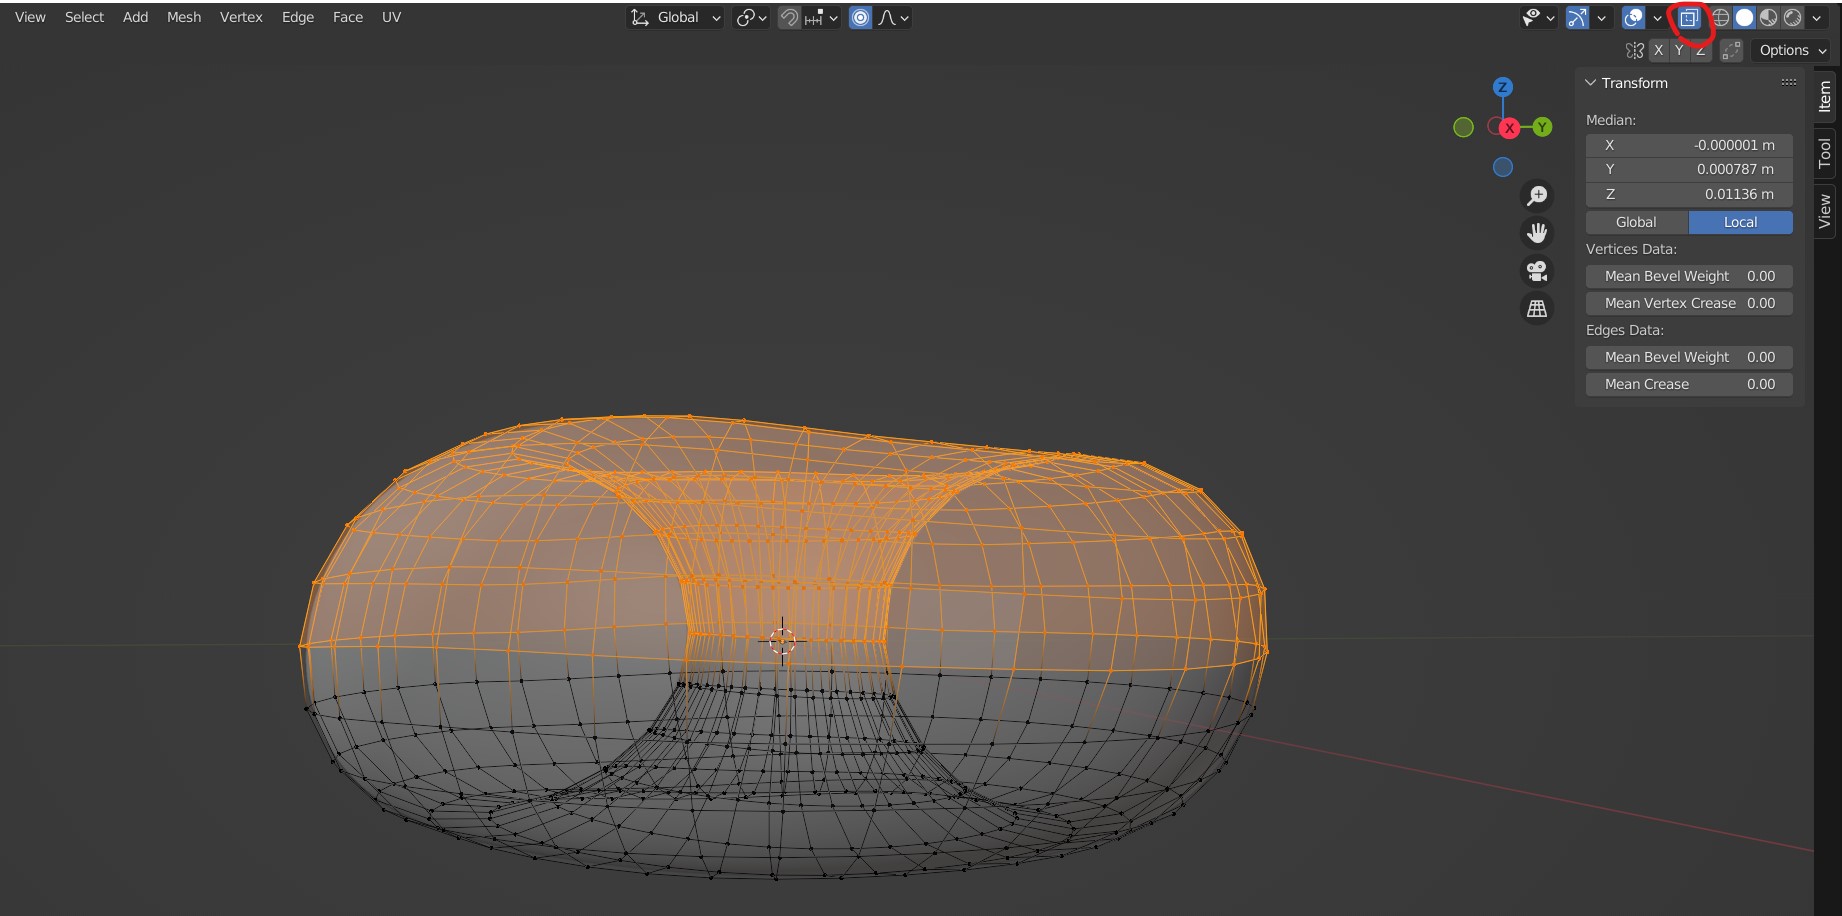 View Select Add Mesh Vertex Edge Face UV Global
X Y Z Options
Transform
Median:
X -0.000001 m
Y 0.000787 m
Z 0.01136 m
Global Local
Vertices Data:
Mean Bevel Weight 0.00
Mean Vertex Crease 0.00
Edges Data:
Mean Bevel Weight 0.00
Mean Crease 0.00
Item
Tool
View
Z
X Y